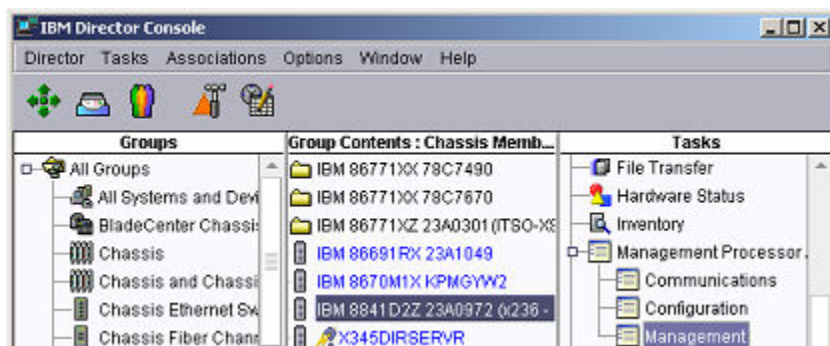 IBM Director Console
Director Tasks Associations Options Window Help
Groups
All Groups
All Systems and Devi
BladeCenter Chassis
Chassis
Chassis and Chassi
Chassis Ethernet Sw
Chassis Fiber Chann
Group Contents : Chassis Memb...
IBM 86771XX 78C7490
IBM 86771XX 78C7670
IBM 86771XZ 23A0301 (ITSO-XS
IBM 86691RX 23A1049
IBM 8670M1X KPMGYW2
IBM 8841D2Z 23A0972 (x236 -
X345DIRSERVR
Tasks
File Transfer
Hardware Status
Inventory
Management Processor.
Communications
Configuration
Management